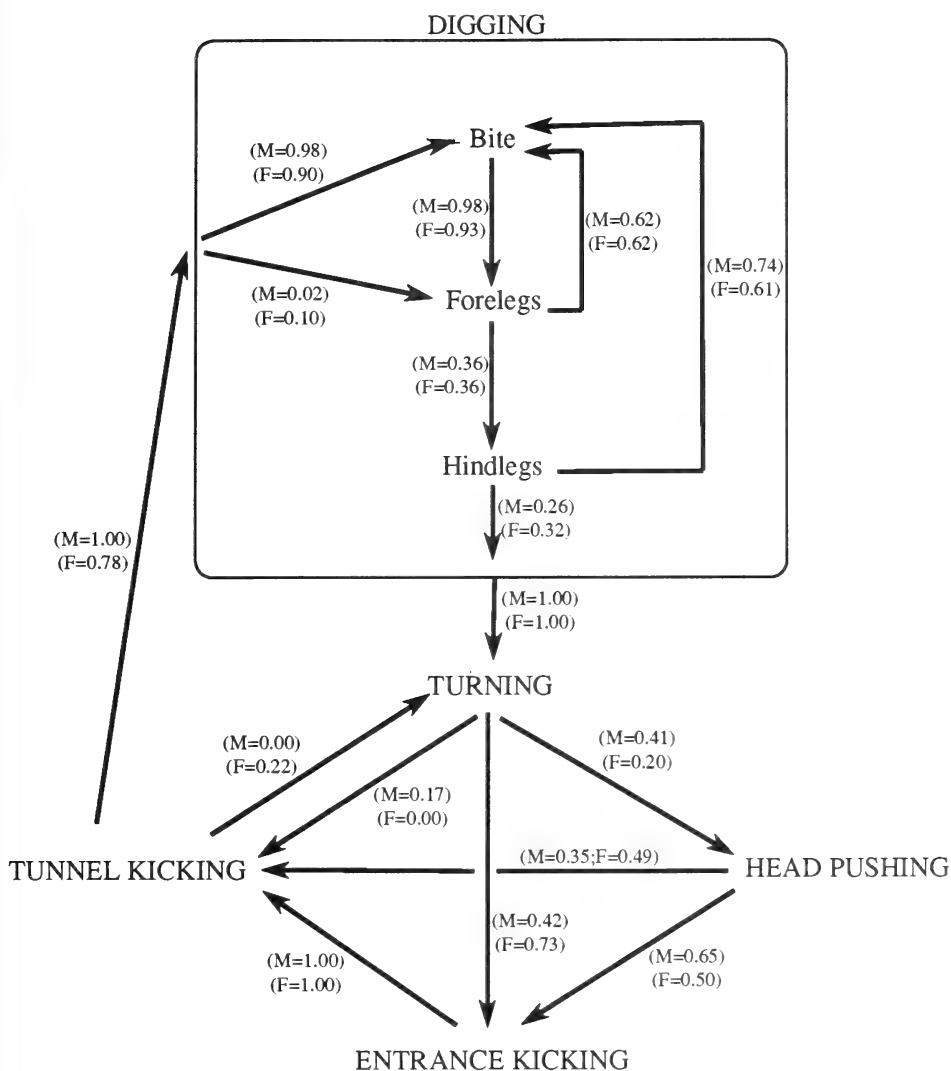 DIGGING
Bite
(M=0.98)
(F=0.90)
(M=0.98)
(F=0.93)
(M=0.62)
(F=0.62)
(M=0.74)
(F=0.61)
(M=0.02)
(F=0.10)
Forelegs
(M=0.36)
(F=0.36)
Hindlegs
(M=0.26)
(F=0.32)
(M=1.00)
(F=0.78)
(M=1.00)
(F=1.00)
TURNING
(M=0.00)
(F=0.22)
(M=0.41)
(F=0.20)
(M=0.17)
(F=0.00)
TUNNEL KICKING
(M=0.35;F=0.49)
HEAD PUSHING
(M=0.42)
(F=0.73)
(M=1.00)
(F=1.00)
(M=0.65)
(F=0.50)
ENTRANCE KICKING